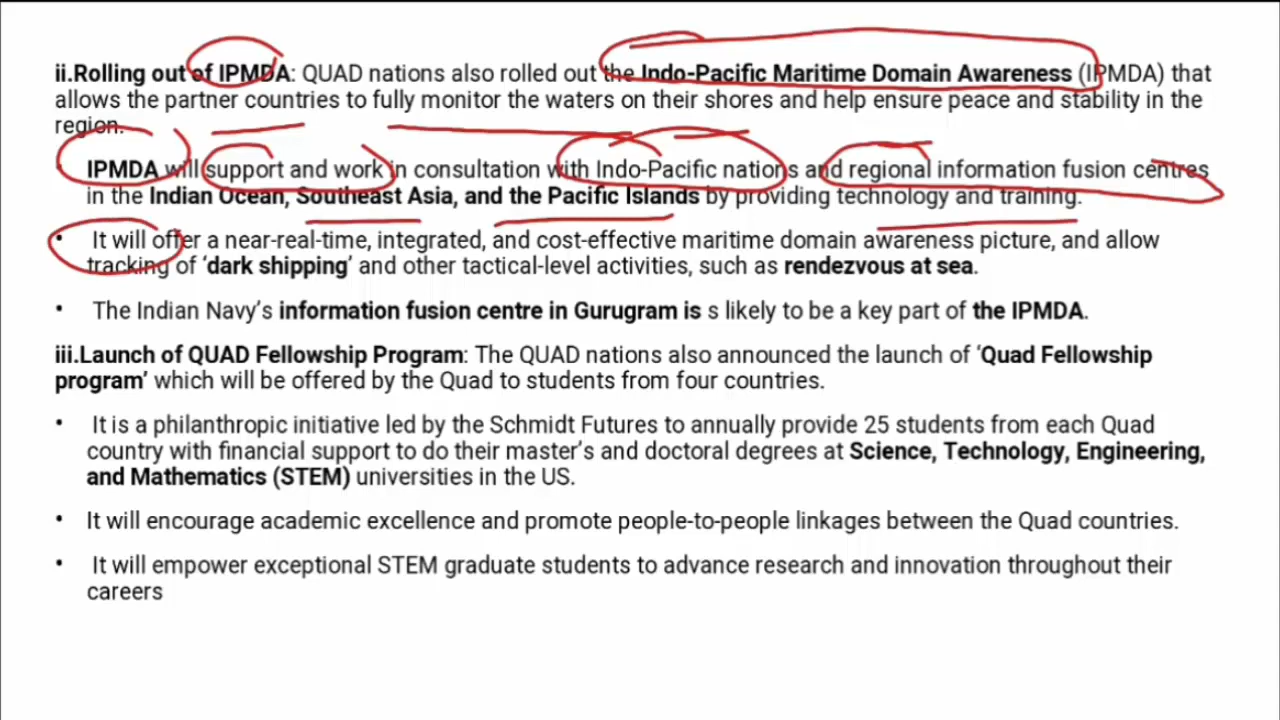 ii.Rolling out of IPMDA: QUAD nations also rolled out the Indo-Pacific Maritime Domain Awareness (IPMDA) that
allows the partner countries to fully monitor the waters on their shores and help ensure peace and stability in the
region.
IPMDA will support and work in consultation with Indo-Pacific nations and regional information fusion centres
in the Indian Ocean, Southeast Asia, and the Pacific Islands by providing technology and training.
• It will offer a near-real-time, integrated, and cost-effective maritime domain awareness picture, and allow
tracking of ‘dark shipping’ and other tactical-level activities, such as rendezvous at sea.
• The Indian Navy’s information fusion centre in Gurugram is s likely to be a key part of the IPMDA.
iii.Launch of QUAD Fellowship Program: The QUAD nations also announced the launch of ‘Quad Fellowship
program’ which will be offered by the Quad to students from four countries.
• It is a philanthropic initiative led by the Schmidt Futures to annually provide 25 students from each Quad
country with financial support to do their master’s and doctoral degrees at Science, Technology, Engineering,
and Mathematics (STEM) universities in the US.
• It will encourage academic excellence and promote people-to-people linkages between the Quad countries.
• It will empower exceptional STEM graduate students to advance research and innovation throughout their
careers